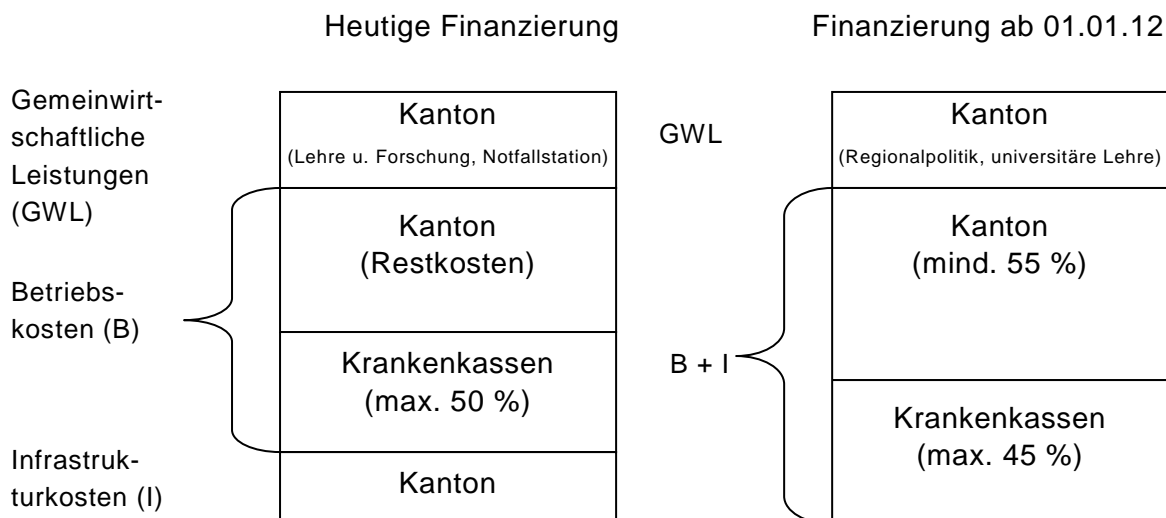 Heutige Finanzierung
Finanzierung ab 01.01.12
Gemeinwirt-
schaftliche
Leistungen
(GWL)
Kanton
(Lehre u. Forschung, Notfallstation)
GWL
Kanton
(Regionalpolitik, universitäre Lehre)
Betriebs-
kosten (B)
Kanton
(Restkosten)
Krankenkassen
(max. 50 %)
B + I
Kanton
(mind. 55 %)
Krankenkassen
(max. 45 %)
Infrastruk-
turkosten (I)
Kanton